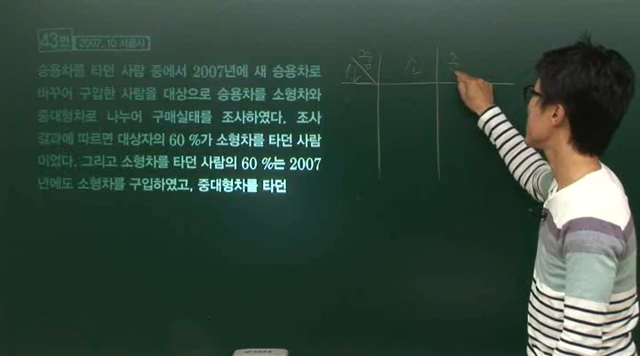 43번 2007. 10 서울시
승용차를 타던 사람 중에서 2007년에 새 승용차로
바꾸어 구입한 사람을 대상으로 승용차를 소형차와
중대형차로 나누어 구매실태를 조사하였다. 조사
결과에 따르면 대상자의 60 %가 소형차를 타던 사람
이었다. 그리고 소형차를 타던 사람의 60 %는 2007
년에도 소형차를 구입하였고, 중대형차를 타던